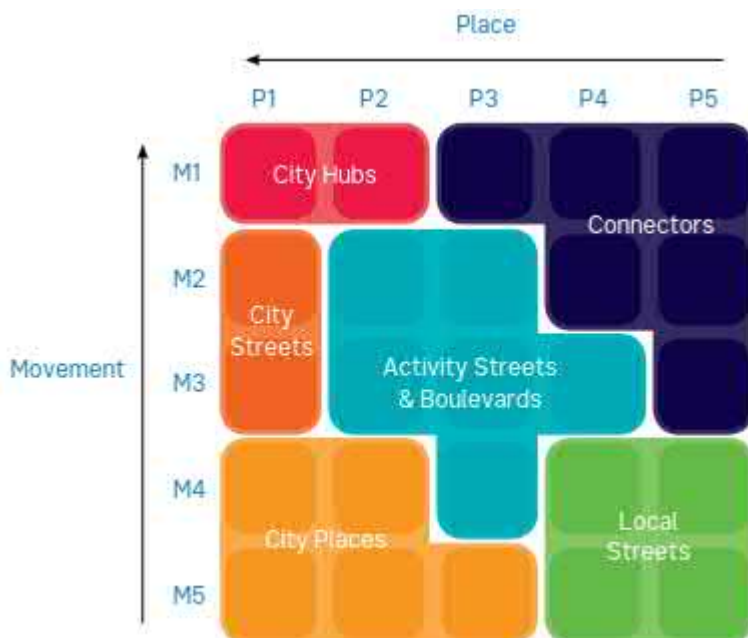 Place
P1 P2 P3 P4 P5
M1
City Hubs
Connectors
M2
City
Streets
Movement
M3
Activity Streets
& Boulevards
M4
City Places
Local
Streets
M5